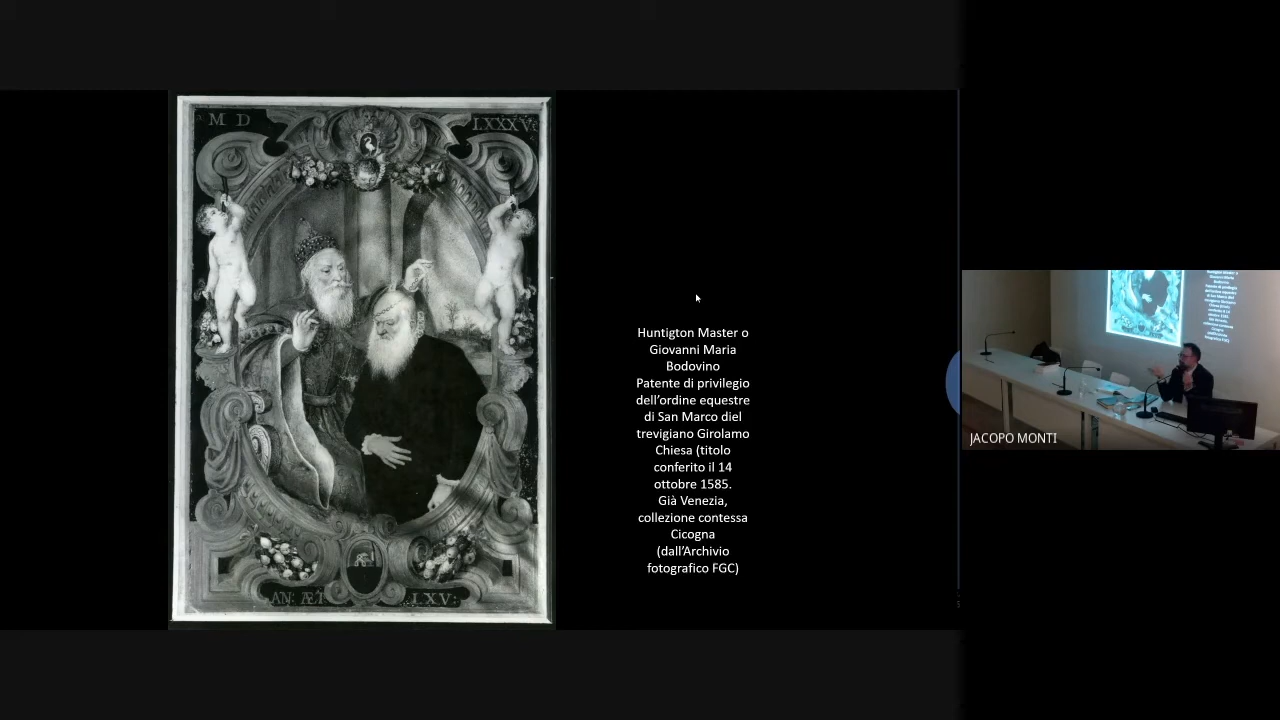 M D
LXXXV
AN: ÆT
LXV:
Huntigton Master o
Giovanni Maria
Bodovino
Patente di privilegio
dell'ordine equestre
di San Marco diel
trevigiano Girolamo
Chiesa (titolo
conferito il 14
ottobre 1585.
Già Venezia,
collezione contessa
Cicogna
(dall'Archivio
fotografico FGC)
JACOPO MONTI